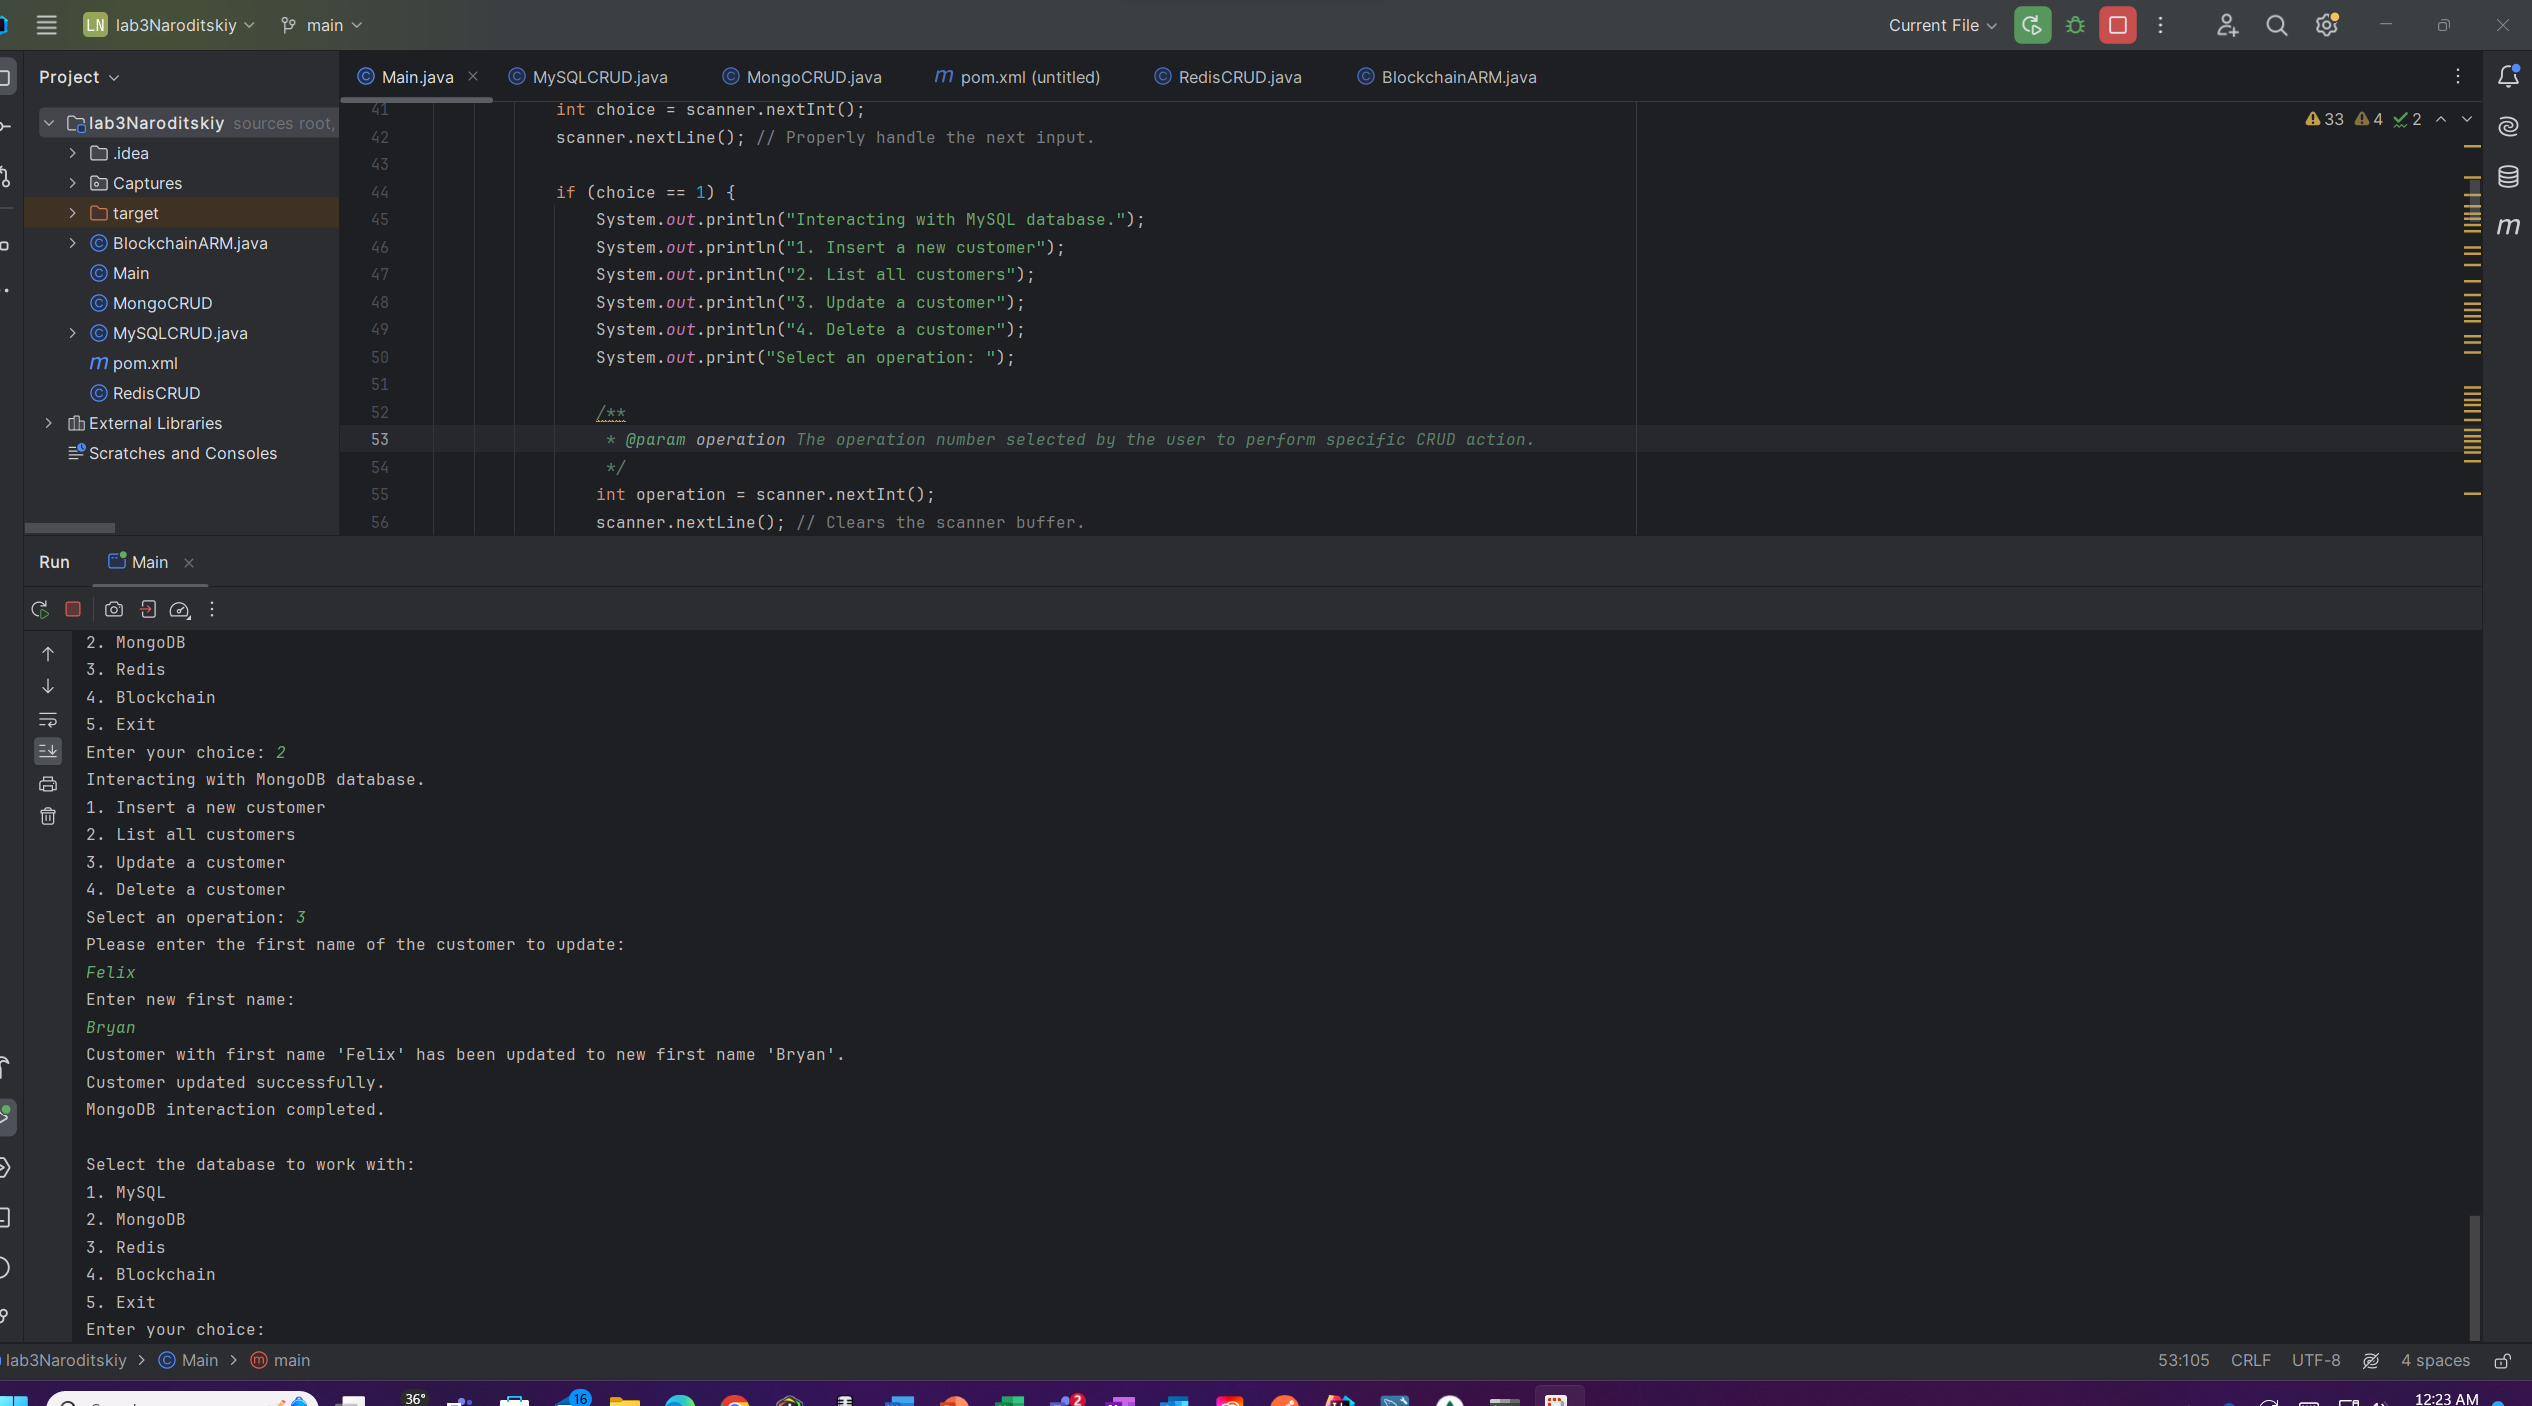 LN lab3Naroditskiy main Current File
Project
Main.java MySQLCRUD.java MongoCRUD.java pom.xml (untitled) RedisCRUD.java BlockchainARM.java
lab3Naroditskiy sources root,
.idea
Captures
target
BlockchainARM.java
Main
MongoCRUD
MySQLCRUD.java
pom.xml
RedisCRUD
External Libraries
Scratches and Consoles
33 4 2
41 int choice = scanner.nextInt();
42 scanner.nextLine(); // Properly handle the next input.
43
44 if (choice == 1) {
45 System.out.println("Interacting with MySQL database.");
46 System.out.println("1. Insert a new customer");
47 System.out.println("2. List all customers");
48 System.out.println("3. Update a customer");
49 System.out.println("4. Delete a customer");
50 System.out.print("Select an operation: ");
51
52 /**
53 * @param operation The operation number selected by the user to perform specific CRUD action.
54 */
55 int operation = scanner.nextInt();
56 scanner.nextLine(); // Clears the scanner buffer.
Run Main
2. MongoDB
3. Redis
4. Blockchain
5. Exit
Enter your choice: 2
Interacting with MongoDB database.
1. Insert a new customer
2. List all customers
3. Update a customer
4. Delete a customer
Select an operation: 3
Please enter the first name of the customer to update:
Felix
Enter new first name:
Bryan
Customer with first name 'Felix' has been updated to new first name 'Bryan'.
Customer updated successfully.
MongoDB interaction completed.
Select the database to work with:
1. MySQL
2. MongoDB
3. Redis
4. Blockchain
5. Exit
Enter your choice:
lab3Naroditskiy Main main
53:105 CRLF UTF-8 4 spaces
36° 16 2 12:23 AM